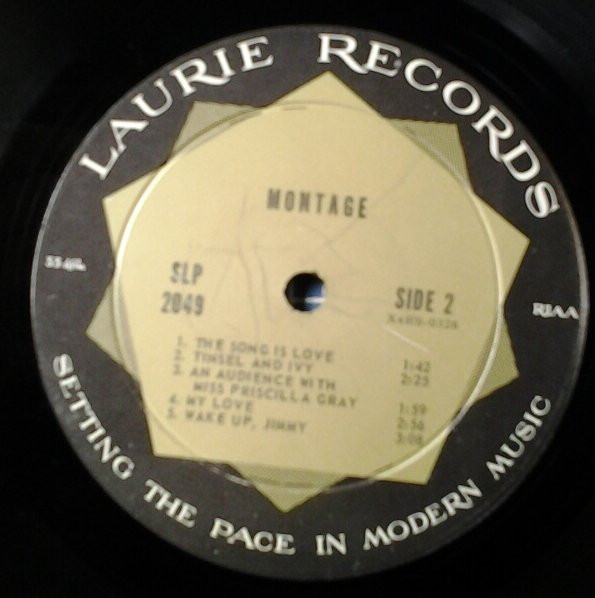 LAURIE RECORDS
MONTAGE
SLP
2049
SIDE 2
RIAA
1. THE SONG IS LOVE 1:42
2. TINSEL AND IVY 2:25
3. AN AUDIENCE WITH
MISS PRISCILLA GRAY 1:59
4. MY LOVE 2:56
5. WAKE UP, JIMMY 3:08
SETTING THE PACE IN MODERN MUSIC